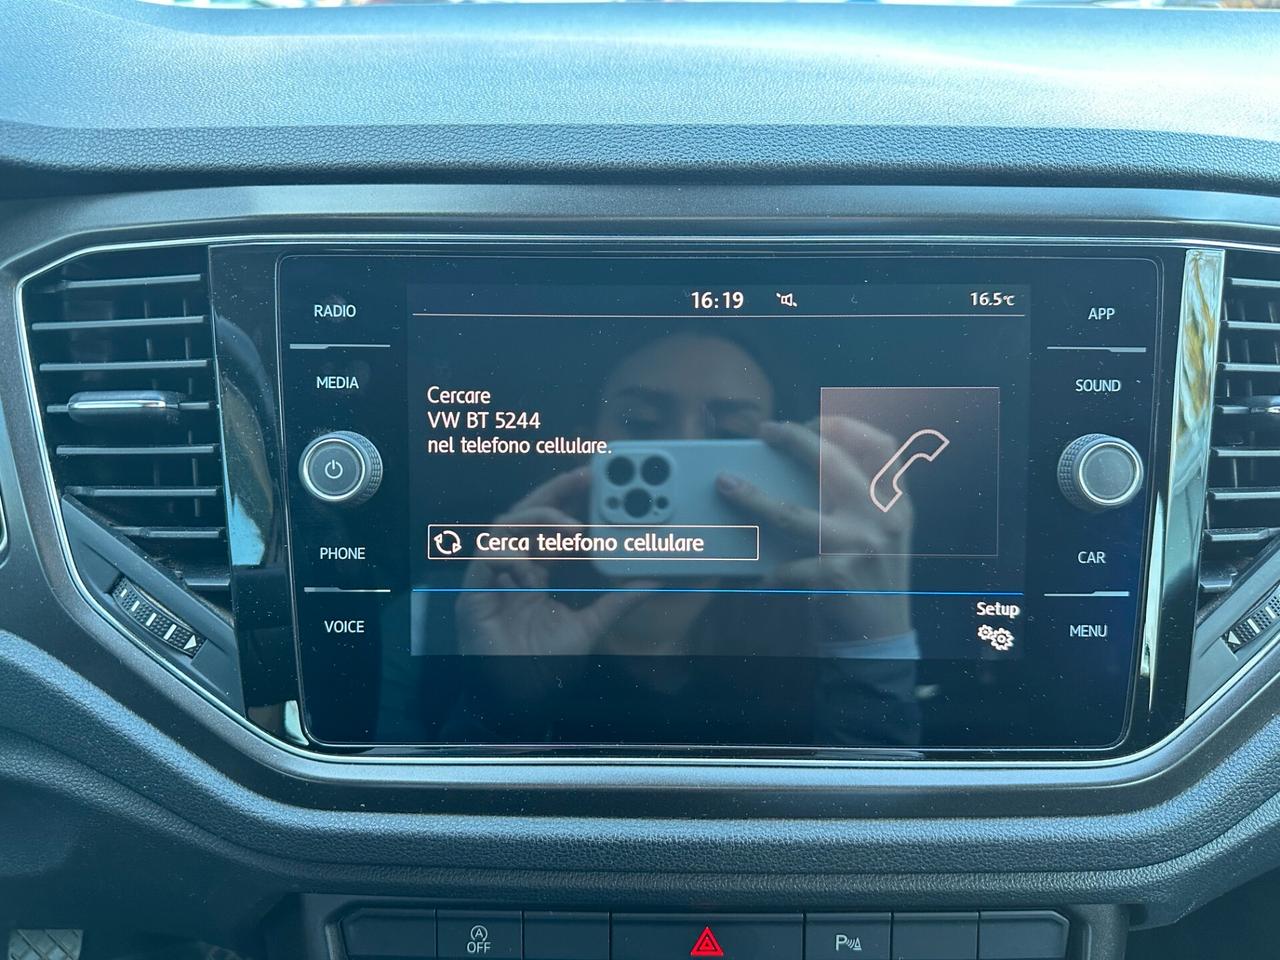 RADIO
MEDIA
PHONE
VOICE
16:19
16.5°C
Cercare
VW BT 5244
nel telefono cellulare.
Cerca telefono cellulare
Setup
APP
SOUND
CAR
MENU
A
OFF
P